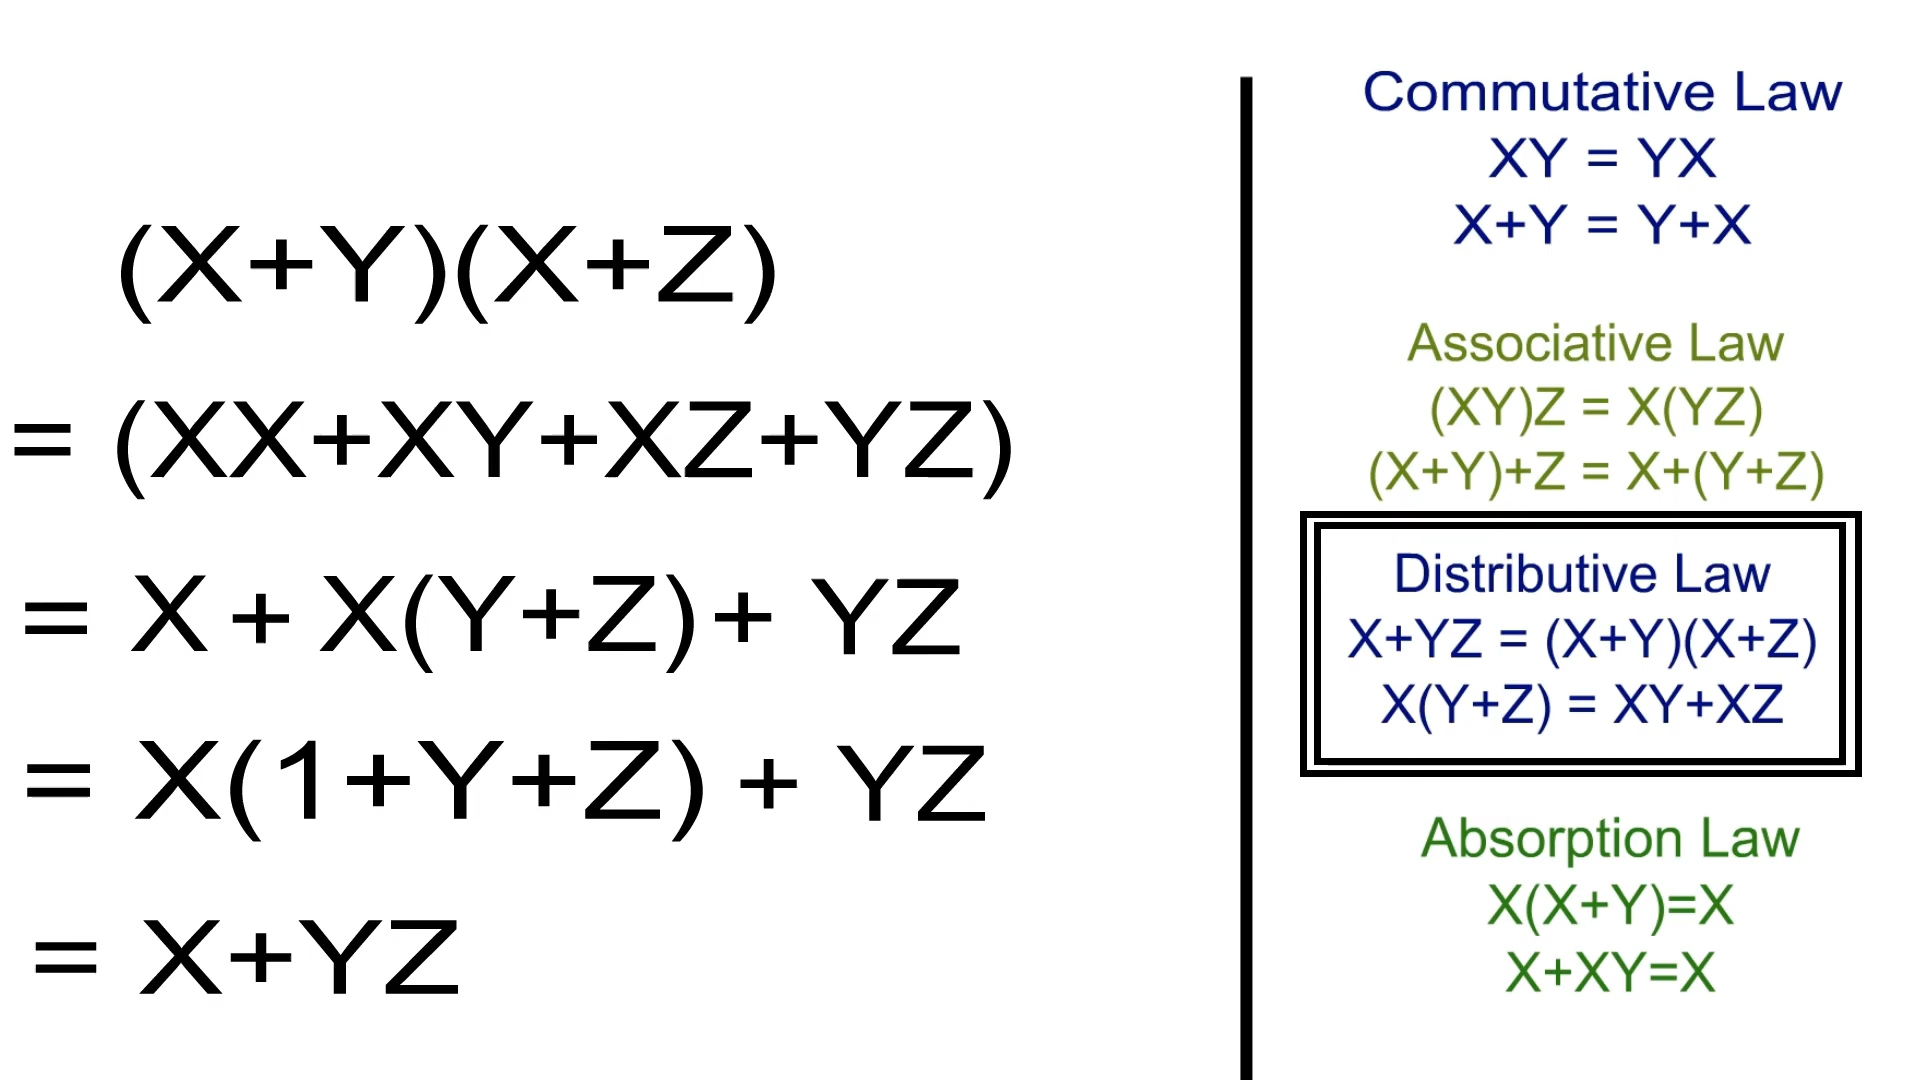 (X+Y)(X+Z)
= (XX+XY+XZ+YZ)
= X + X(Y+Z) + YZ
= X(1+Y+Z) + YZ
= X+YZ
Commutative Law
XY = YX
X+Y = Y+X
Associative Law
(XY)Z = X(YZ)
(X+Y)+Z = X+(Y+Z)
Distributive Law
X+YZ = (X+Y)(X+Z)
X(Y+Z) = XY+XZ
Absorption Law
X(X+Y)=X
X+XY=X